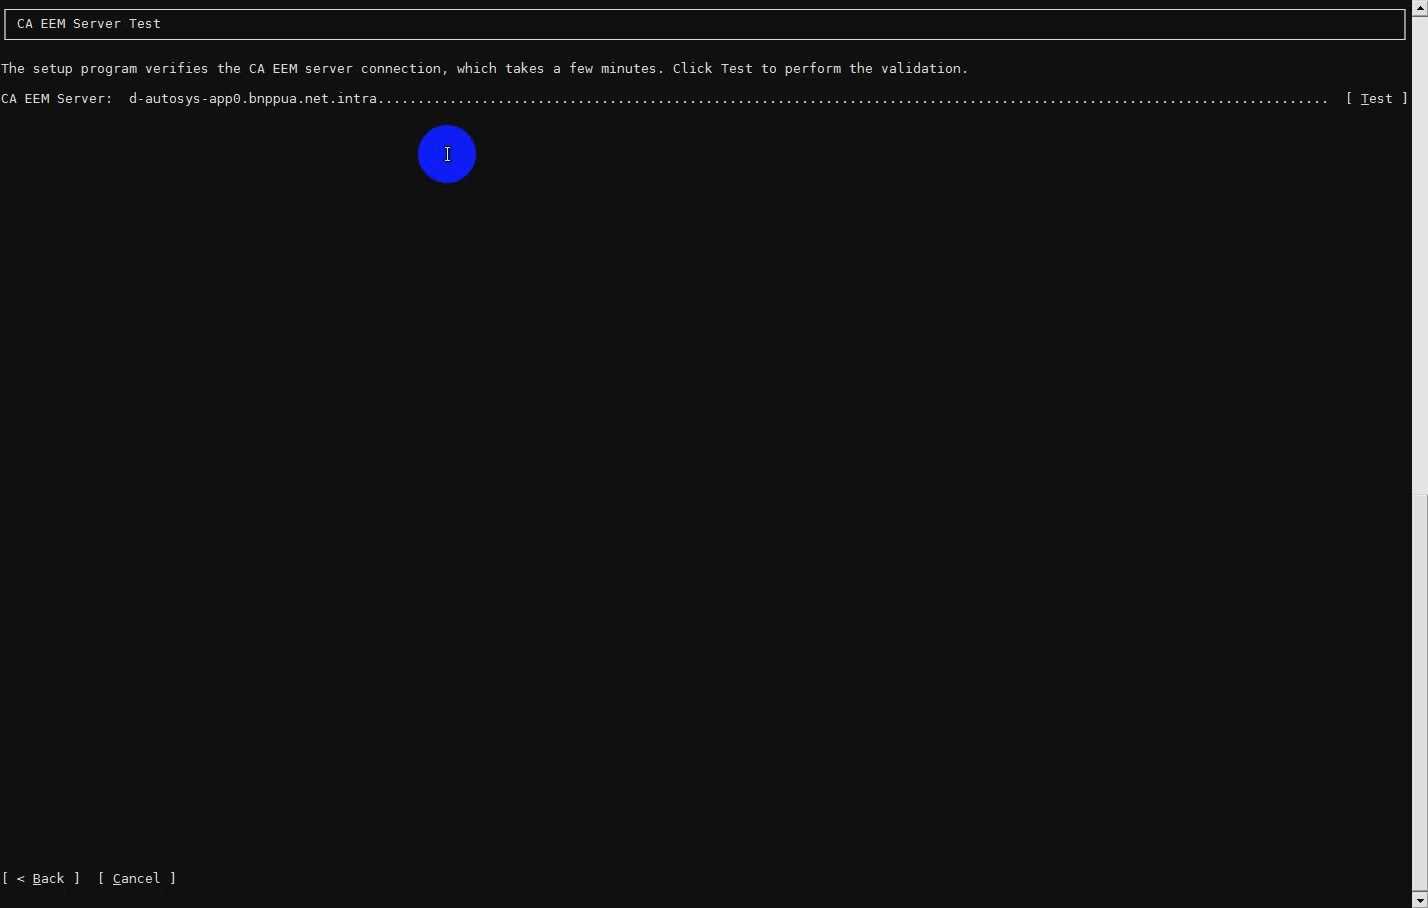 CA EEM Server Test
The setup program verifies the CA EEM server connection, which takes a few minutes. Click Test to perform the validation.
CA EEM Server:  d-autosys-app0.bnppua.net.intra.......................................................................................................................  [ Test ]
[ < Back ]  [ Cancel ]